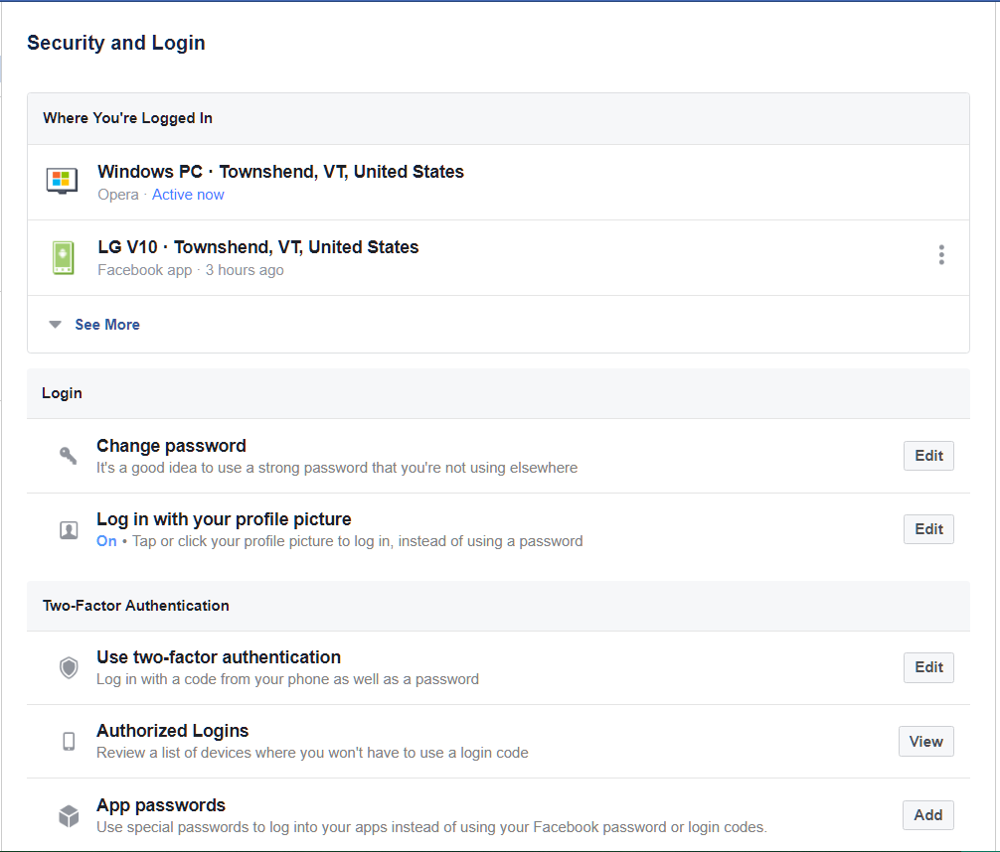 Security and Login
Where You're Logged In
Windows PC · Townshend, VT, United States
Opera · Active now
LG V10 · Townshend, VT, United States
Facebook app · 3 hours ago
See More
Login
Change password
It's a good idea to use a strong password that you're not using elsewhere
Edit
Log in with your profile picture
On • Tap or click your profile picture to log in, instead of using a password
Edit
Two-Factor Authentication
Use two-factor authentication
Log in with a code from your phone as well as a password
Edit
Authorized Logins
Review a list of devices where you won't have to use a login code
View
App passwords
Use special passwords to log into your apps instead of using your Facebook password or login codes.
Add